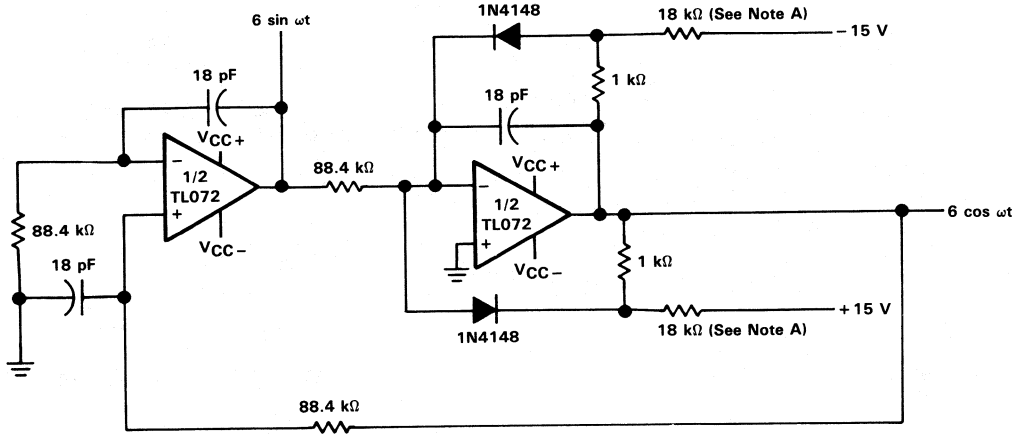 1N4148
18 kΩ (See Note A)
− 15 V
6 sin ωt
1 kΩ
18 pF
18 pF
VCC+
−
1/2
TL072
+
VCC−
88.4 kΩ
88.4 kΩ
18 pF
VCC+
−
1/2
TL072
+
VCC−
6 cos ωt
1 kΩ
1N4148
18 kΩ (See Note A)
+ 15 V
88.4 kΩ